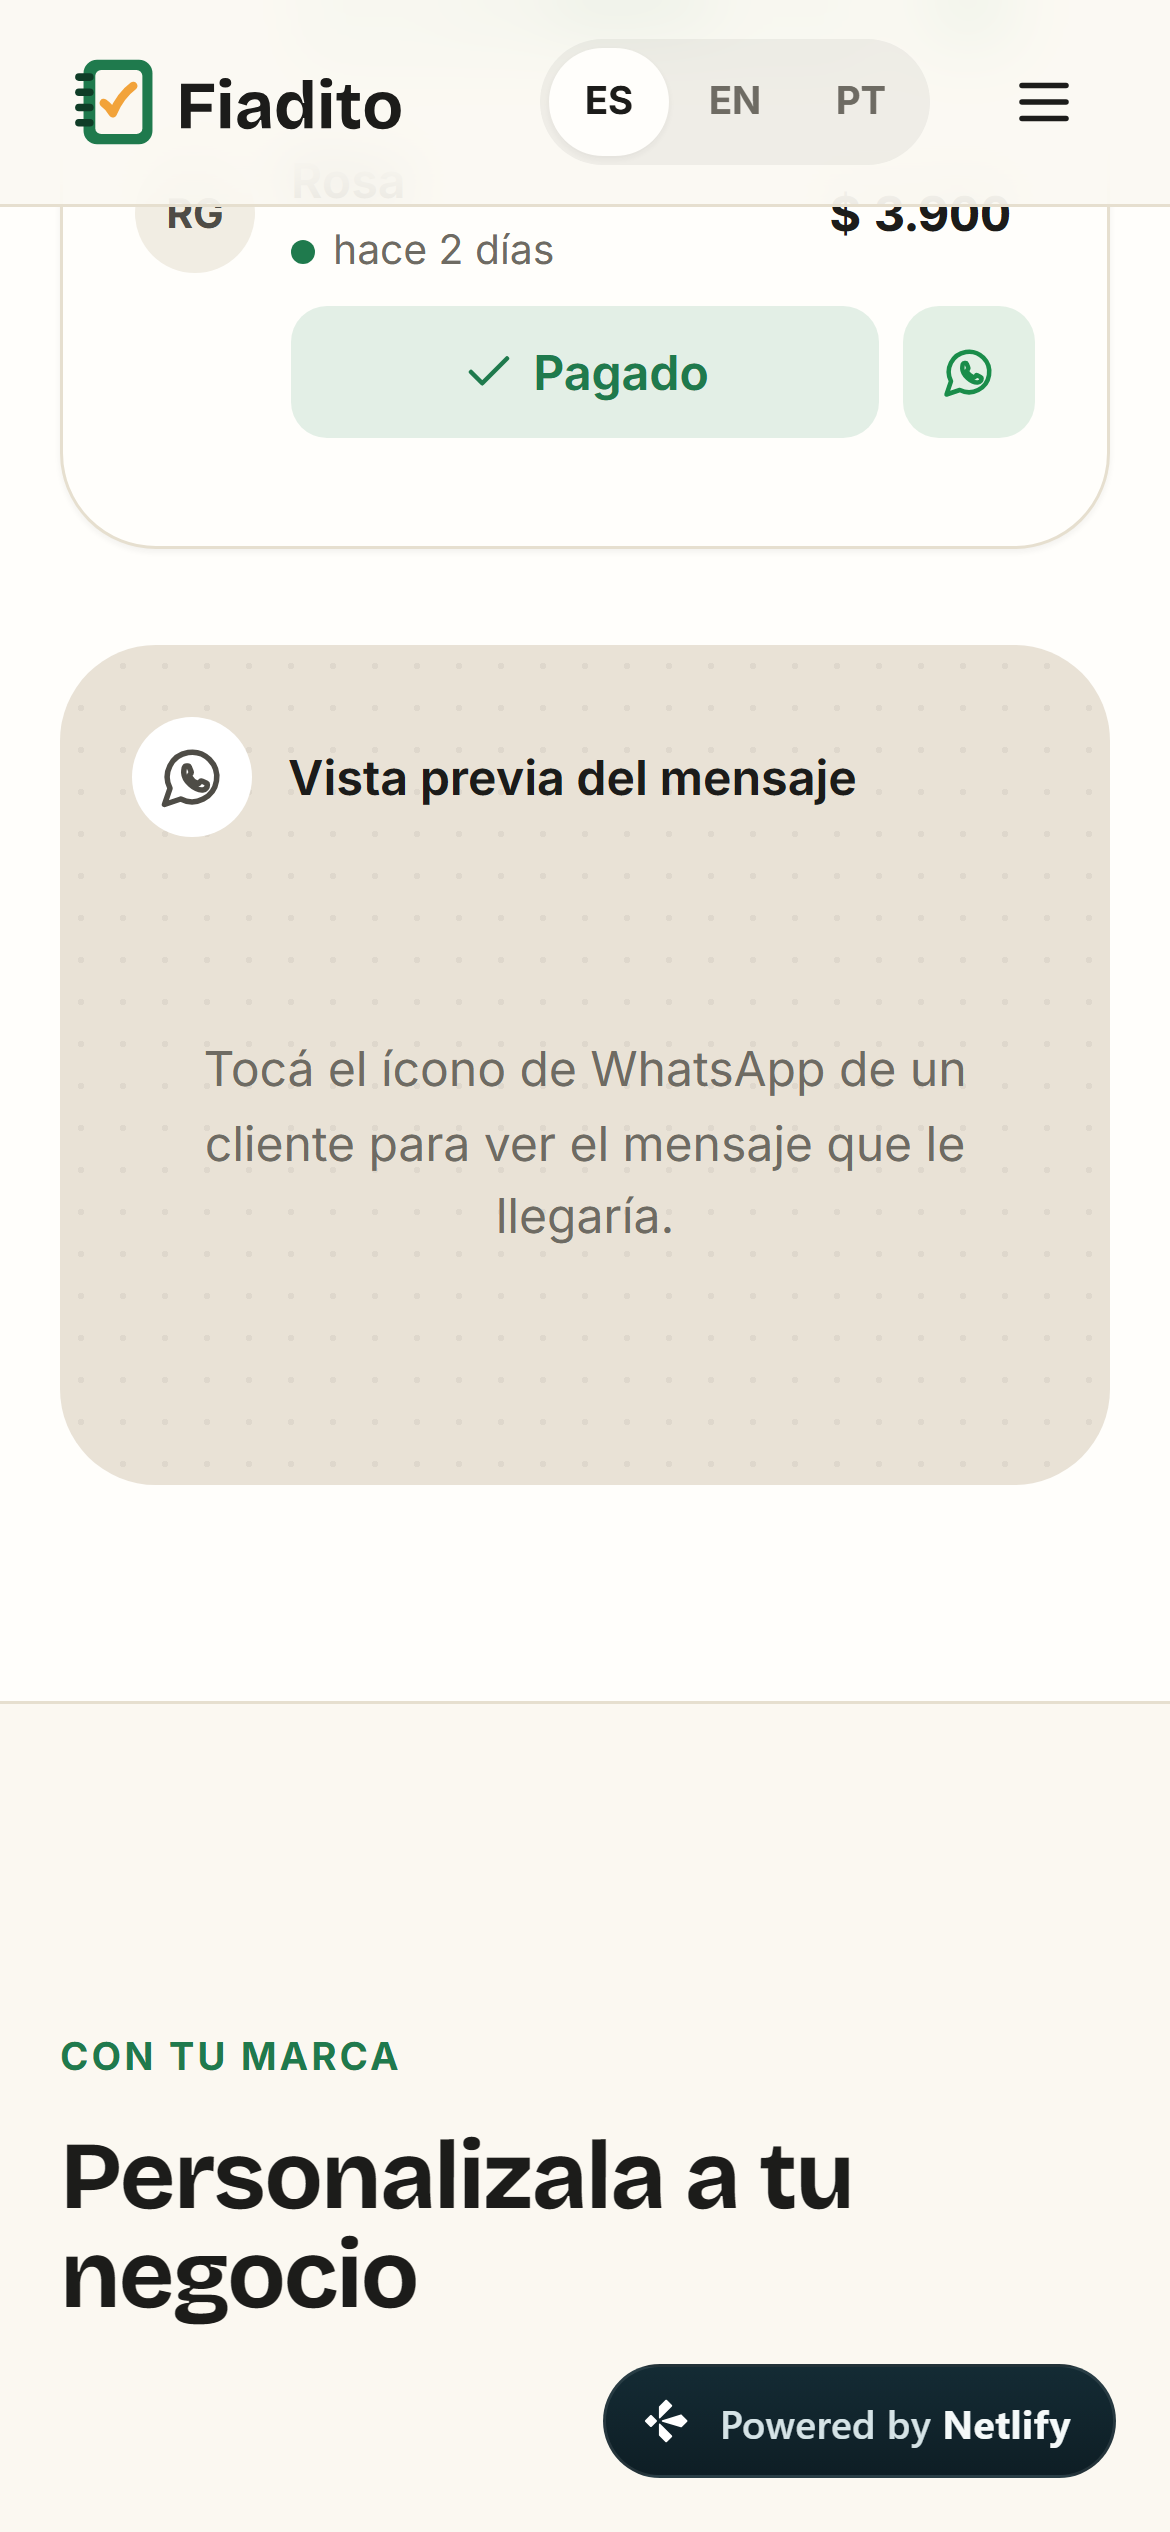 Fiadito
ES EN PT
Rosa
RG
$ 3.900
hace 2 días
Pagado
Vista previa del mensaje
Tocá el ícono de WhatsApp de un
cliente para ver el mensaje que le
llegaría.
CON TU MARCA
Personalizala a tu
negocio
Powered by Netlify